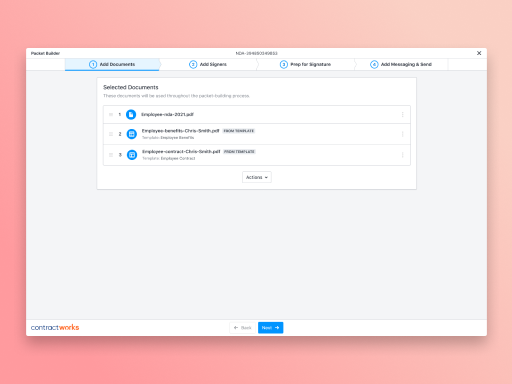 Packet Builder
NDA-394850348853
1 Add Documents
2 Add Signers
3 Prep for Signature
4 Add Messaging & Send
Selected Documents
These documents will be used throughout the packet-building process.
1 Employee-nda-2021.pdf
2 Employee-benefits-Chris-Smith.pdf FROM TEMPLATE
Template: Employee Benefits
3 Employee-contract-Chris-Smith.pdf FROM TEMPLATE
Template: Employee Contract
Actions
contractworks
Back
Next